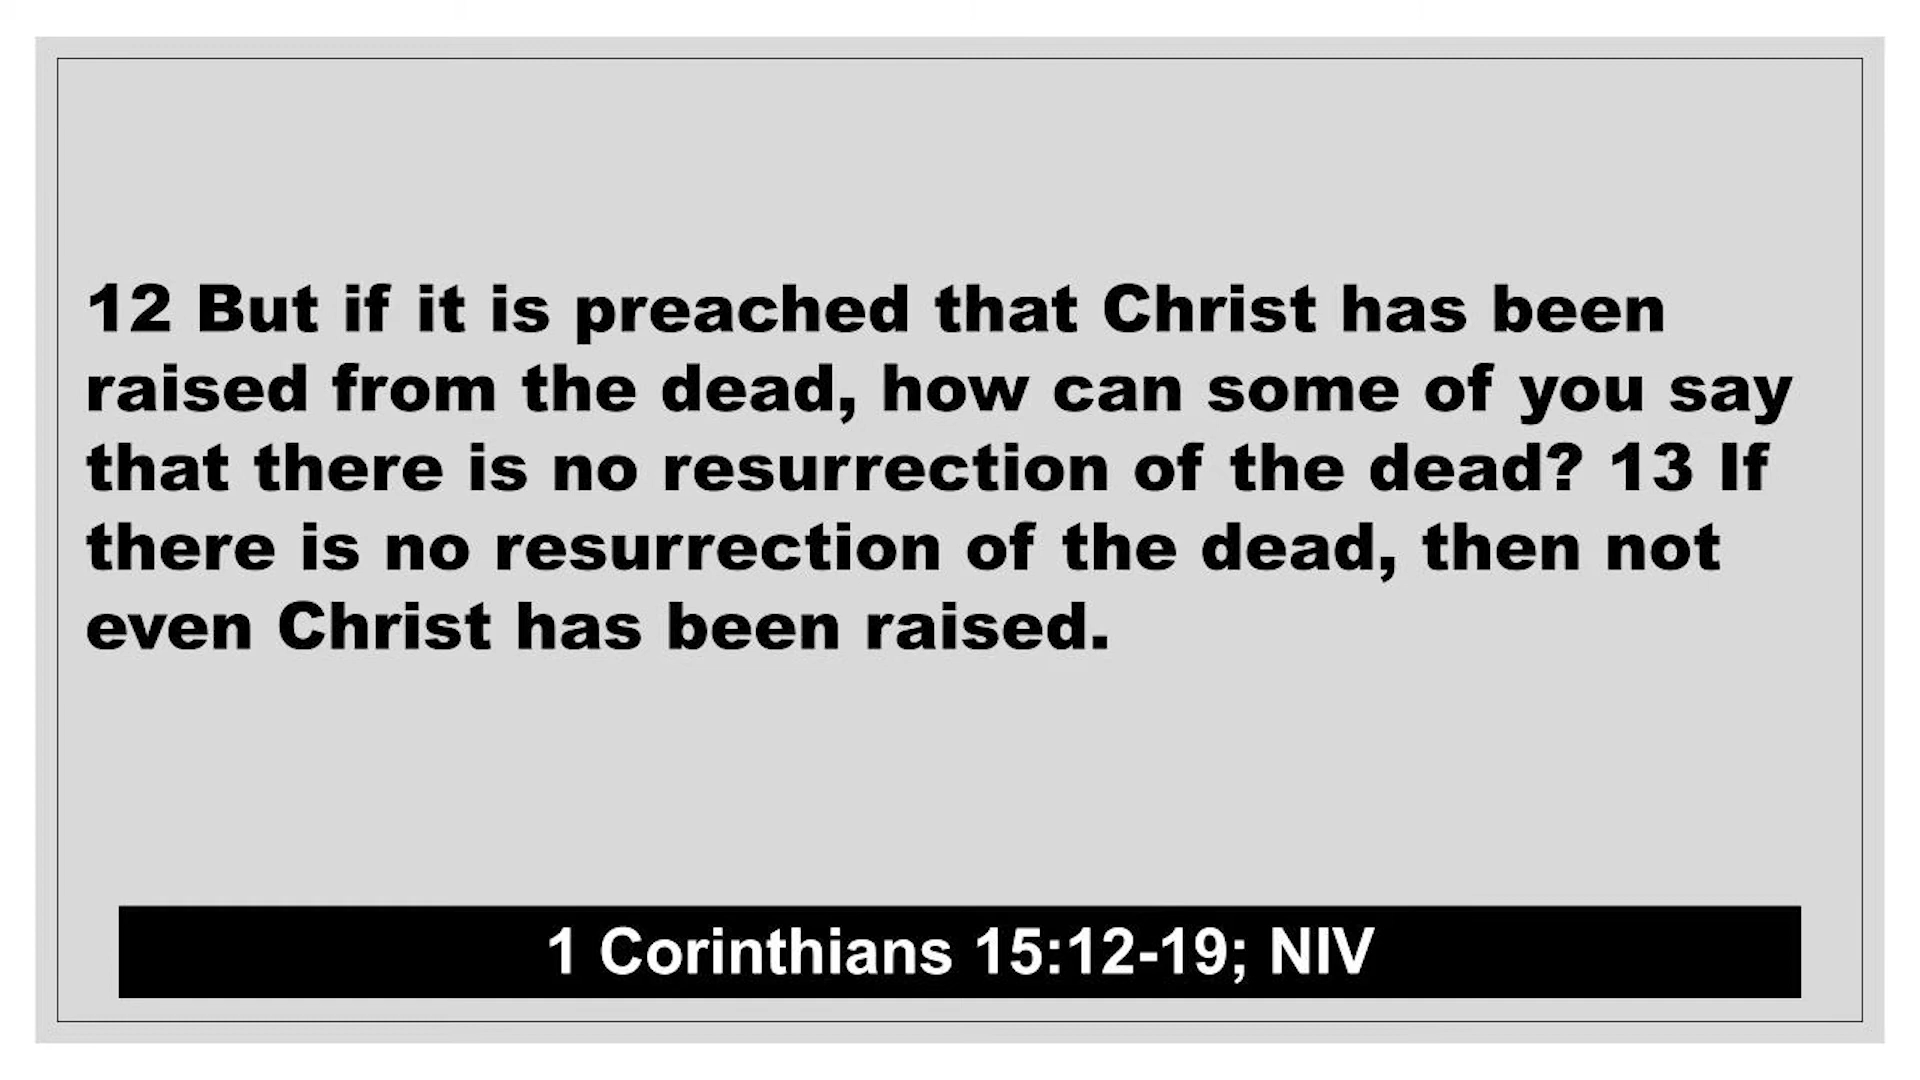 12 But if it is preached that Christ has been
raised from the dead, how can some of you say
that there is no resurrection of the dead? 13 If
there is no resurrection of the dead, then not
even Christ has been raised.
1 Corinthians 15:12-19; NIV